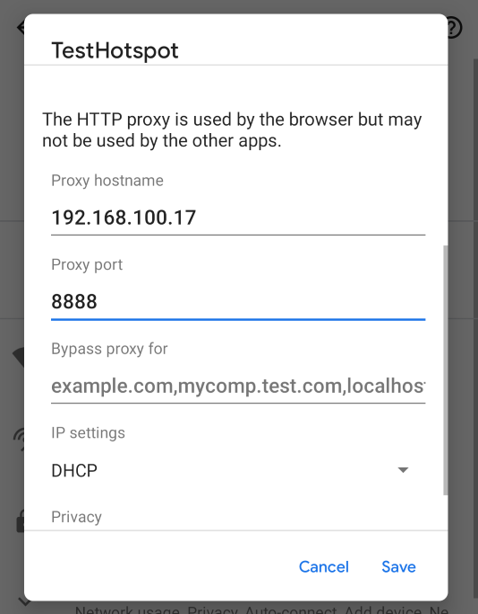 TestHotspot
The HTTP proxy is used by the browser but may
not be used by the other apps.
Proxy hostname
192.168.100.17
Proxy port
8888
Bypass proxy for
example.com,mycomp.test.com,localhos
IP settings
DHCP
Privacy
Cancel Save
Network usage, Privacy, Auto-connect, Add device, Ne